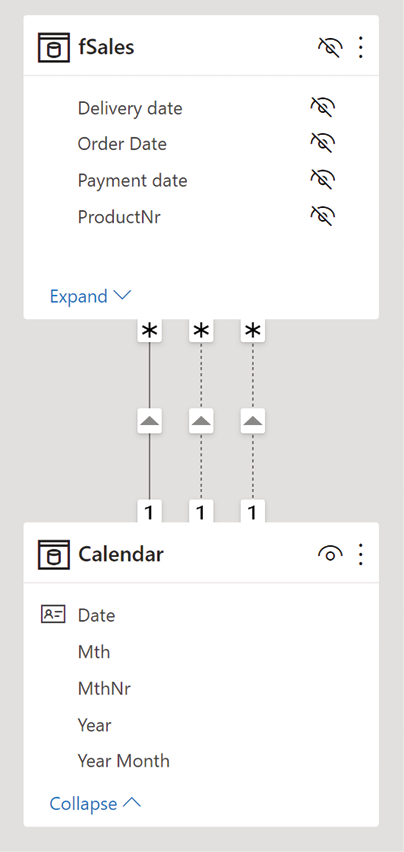 fSales
Delivery date
Order Date
Payment date
ProductNr
Expand
* * *
1 1 1
Calendar
Date
Mth
MthNr
Year
Year Month
Collapse